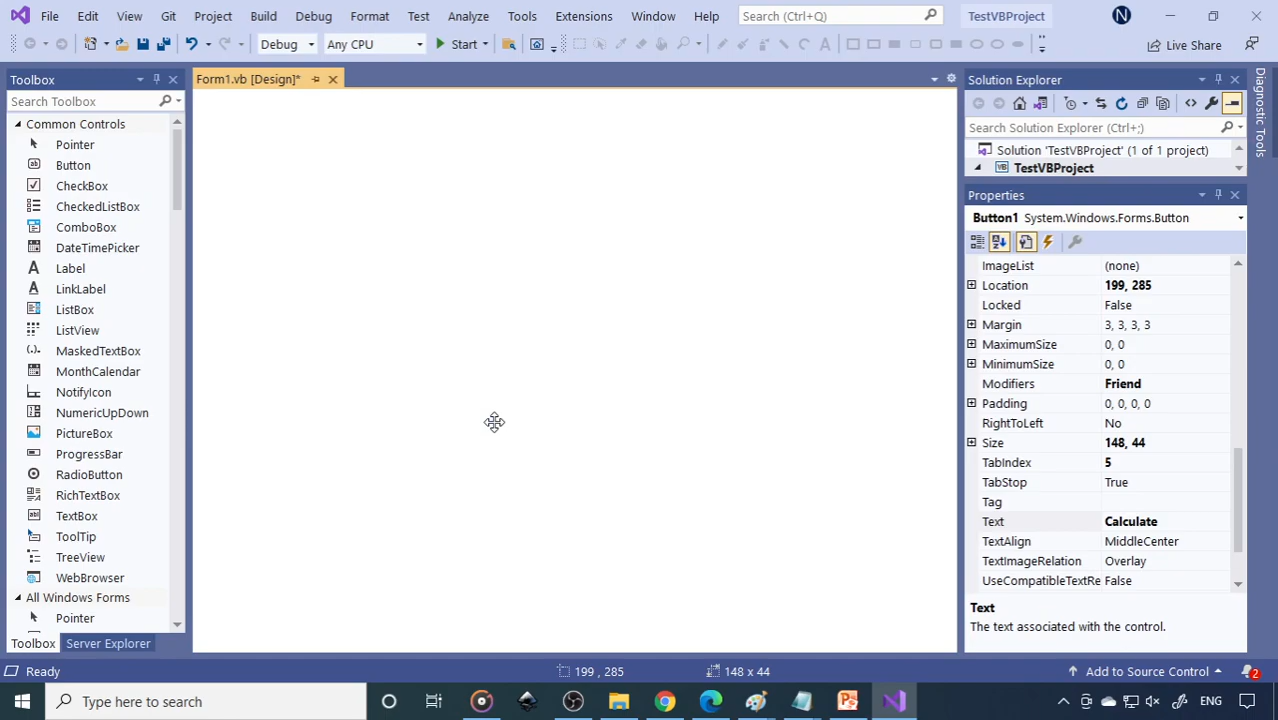 File Edit View Git Project Build Debug Format Test Analyze Tools Extensions Window Help Search (Ctrl+Q) TestVBProject N
Debug Any CPU Start Live Share
Toolbox
Search Toolbox
Common Controls
Pointer
Button
CheckBox
CheckedListBox
ComboBox
DateTimePicker
Label
LinkLabel
ListBox
ListView
MaskedTextBox
MonthCalendar
NotifyIcon
NumericUpDown
PictureBox
ProgressBar
RadioButton
RichTextBox
TextBox
ToolTip
TreeView
WebBrowser
All Windows Forms
Pointer
Toolbox Server Explorer
Form1.vb [Design]*
Solution Explorer
Search Solution Explorer (Ctrl+;)
Solution 'TestVBProject' (1 of 1 project)
VB TestVBProject
Properties
Button1 System.Windows.Forms.Button
ImageList (none)
Location 199, 285
Locked False
Margin 3, 3, 3, 3
MaximumSize 0, 0
MinimumSize 0, 0
Modifiers Friend
Padding 0, 0, 0, 0
RightToLeft No
Size 148, 44
TabIndex 5
TabStop True
Tag
Text Calculate
TextAlign MiddleCenter
TextImageRelation Overlay
UseCompatibleTextRe False
Text
The text associated with the control.
Diagnostic Tools
Ready 199 , 285 148 x 44 Add to Source Control 2
Type here to search ENG